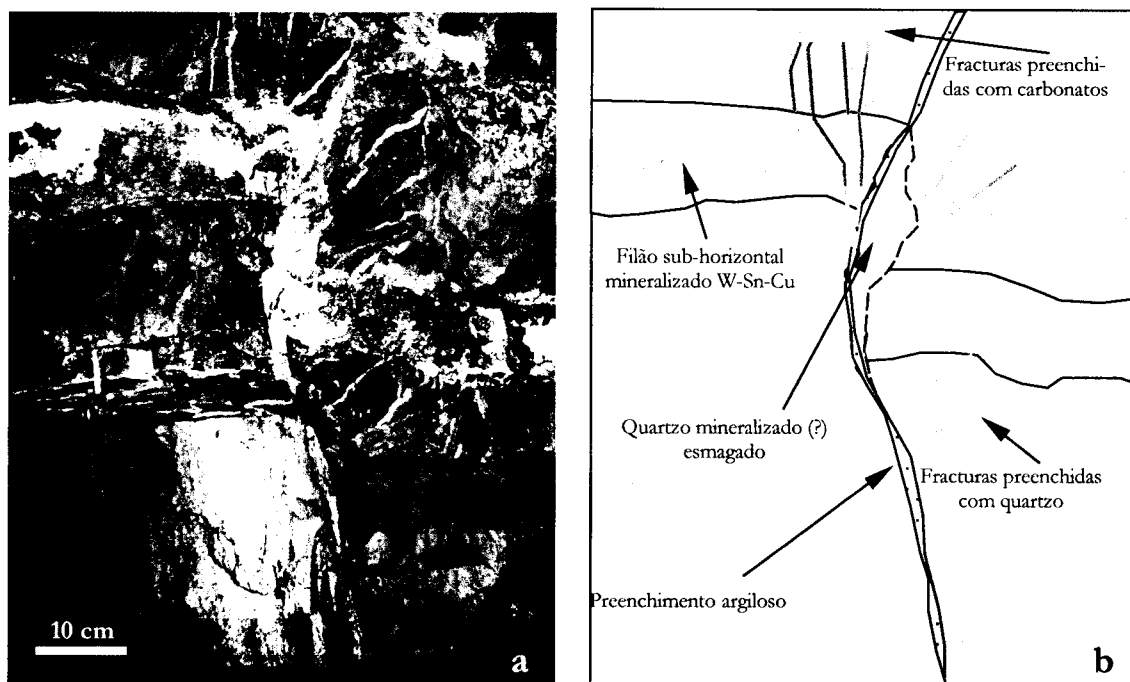 10 cm
a
Fracturas preenchi-
das com carbonatos
Filão sub-horizontal
mineralizado W-Sn-Cu
Quartzo mineralizado (?)
esmagado
Fracturas preenchidas
com quartzo
Preenchimento argiloso
b